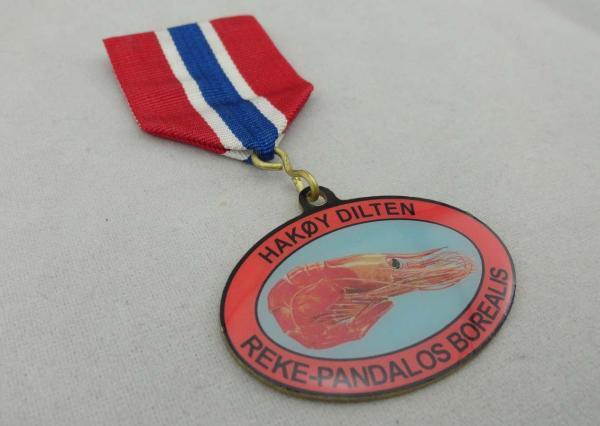 HAKØY DILTEN
REKE-PANDALOS BOREALIS